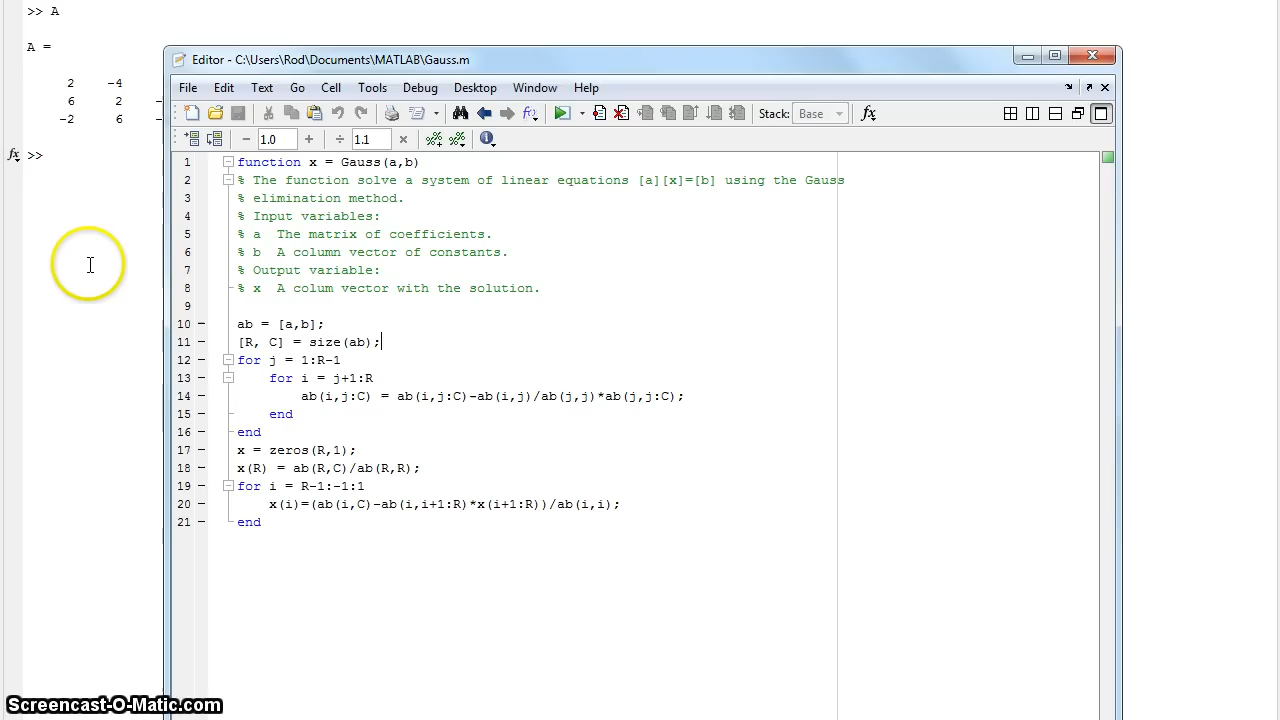 >> A
A =
2 −4
6 2 −
−2 6 −
fx >>
Editor - C:\Users\Rod\Documents\MATLAB\Gauss.m
File Edit Text Go Cell Tools Debug Desktop Window Help
Stack: Base fx
− 1.0 + ÷ 1.1 ×
1 function x = Gauss(a,b)
2 % The function solve a system of linear equations [a][x]=[b] using the Gauss
3 % elimination method.
4 % Input variables:
5 % a  The matrix of coefficients.
6 % b  A column vector of constants.
7 % Output variable:
8 % x  A colum vector with the solution.
9
10 − ab = [a,b];
11 − [R, C] = size(ab);
12 − for j = 1:R-1
13 − for i = j+1:R
14 − ab(i,j:C) = ab(i,j:C)-ab(i,j)/ab(j,j)*ab(j,j:C);
15 − end
16 − end
17 − x = zeros(R,1);
18 − x(R) = ab(R,C)/ab(R,R);
19 − for i = R-1:-1:1
20 − x(i)=(ab(i,C)-ab(i,i+1:R)*x(i+1:R))/ab(i,i);
21 − end
Screencast-O-Matic.com